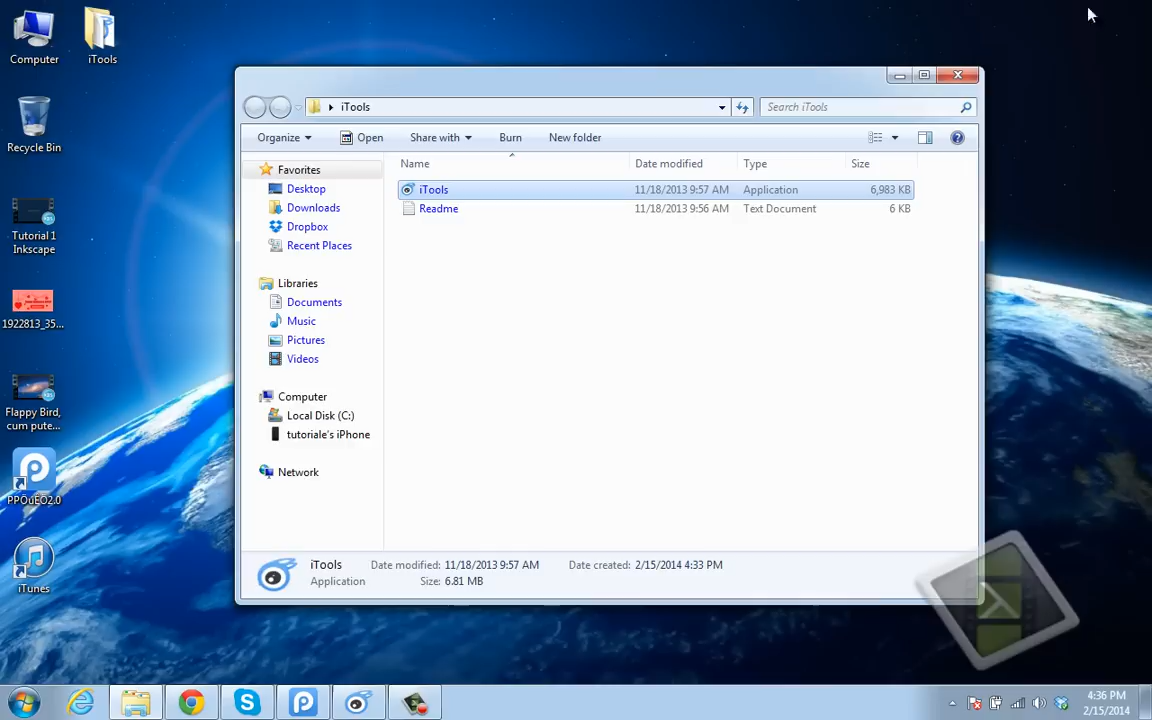 Computer
iTools
Recycle Bin
Tutorial 1
Inkscape
1922813_35...
Flappy Bird,
cum pute...
PPÖúÊÖ2.0
iTunes
iTools
Search iTools
Organize
Open
Share with
Burn
New folder
Name
Date modified
Type
Size
Favorites
Desktop
Downloads
Dropbox
Recent Places
Libraries
Documents
Music
Pictures
Videos
Computer
Local Disk (C:)
tutoriale's iPhone
Network
iTools 11/18/2013 9:57 AM Application 6,983 KB
Readme 11/18/2013 9:56 AM Text Document 6 KB
iTools Date modified: 11/18/2013 9:57 AM Date created: 2/15/2014 4:33 PM
Application Size: 6.81 MB
4:36 PM
2/15/2014